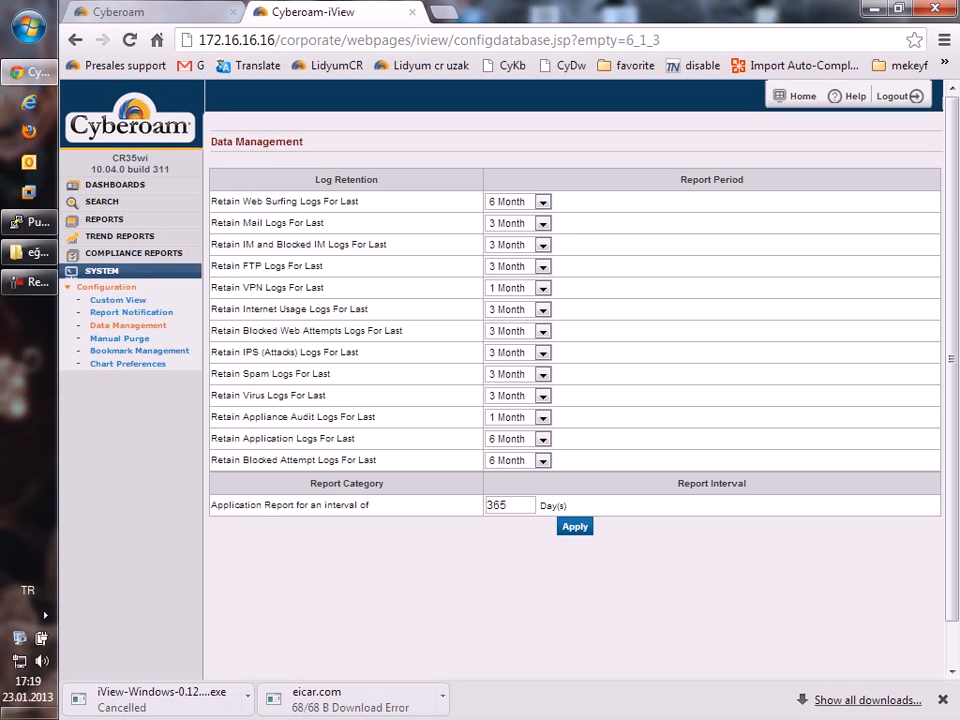 Cyberoam
Cyberoam-iView
172.16.16.16/corporate/webpages/iview/configdatabase.jsp?empty=6_1_3
Presales support
G
Translate
LidyumCR
Lidyum cr uzak
CyKb
CyDw
favorite
disable
Import Auto-Compl...
mekeyf
»
Cy...
Pu...
eğ...
Re...
TR
17:19
23.01.2013
Cyberoam
CR35wi
10.04.0 build 311
DASHBOARDS
SEARCH
REPORTS
TREND REPORTS
COMPLIANCE REPORTS
SYSTEM
Configuration
- Custom View
- Report Notification
- Data Management
- Manual Purge
- Bookmark Management
- Chart Preferences
Home
Help
Logout
Data Management
Log Retention Report Period
Retain Web Surfing Logs For Last 6 Month
Retain Mail Logs For Last 3 Month
Retain IM and Blocked IM Logs For Last 3 Month
Retain FTP Logs For Last 3 Month
Retain VPN Logs For Last 1 Month
Retain Internet Usage Logs For Last 3 Month
Retain Blocked Web Attempts Logs For Last 3 Month
Retain IPS (Attacks) Logs For Last 3 Month
Retain Spam Logs For Last 3 Month
Retain Virus Logs For Last 3 Month
Retain Appliance Audit Logs For Last 1 Month
Retain Application Logs For Last 6 Month
Retain Blocked Attempt Logs For Last 6 Month
Report Category Report Interval
Application Report for an interval of 365 Day(s)
Apply
iView-Windows-0.12....exe
Cancelled
eicar.com
68/68 B Download Error
Show all downloads...